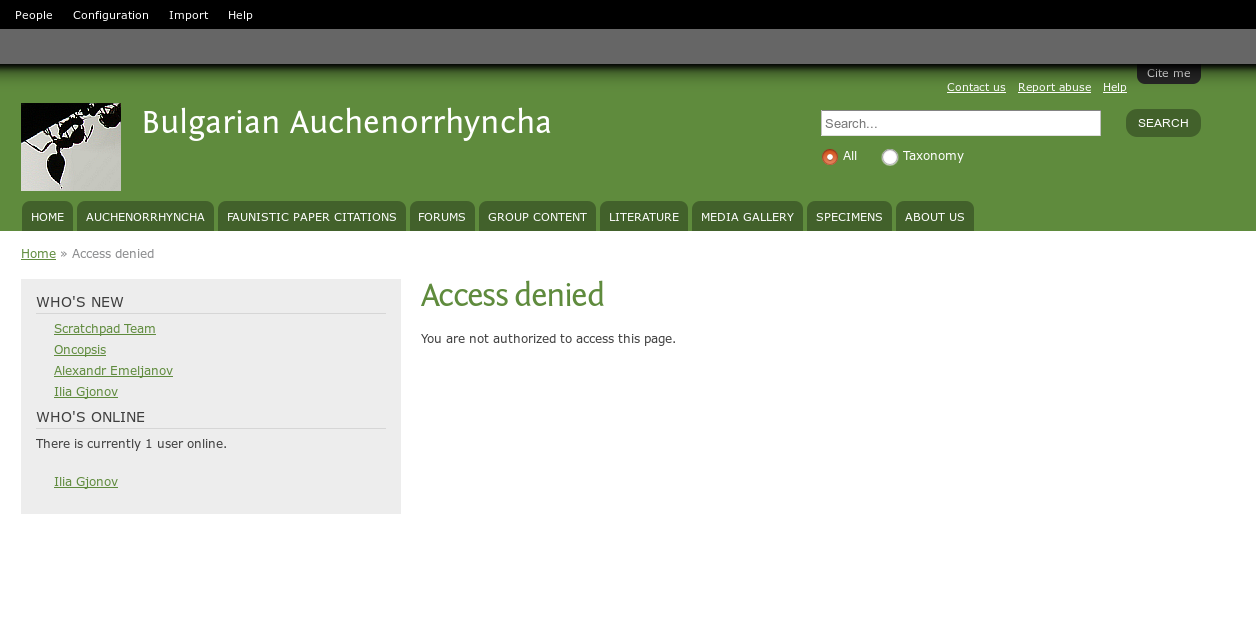 People Configuration Import Help
Cite me
Contact us Report abuse Help
Bulgarian Auchenorrhyncha
Search...
SEARCH
All Taxonomy
HOME AUCHENORRHYNCHA FAUNISTIC PAPER CITATIONS FORUMS GROUP CONTENT LITERATURE MEDIA GALLERY SPECIMENS ABOUT US
Home » Access denied
WHO'S NEW
Scratchpad Team
Oncopsis
Alexandr Emeljanov
Ilia Gjonov
WHO'S ONLINE
There is currently 1 user online.
Ilia Gjonov
Access denied
You are not authorized to access this page.